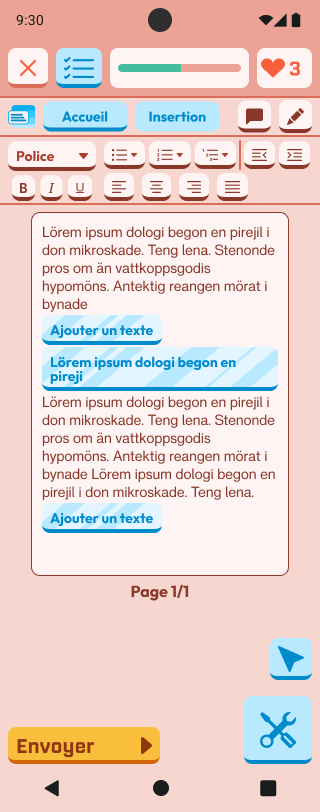 9:30
3
Accueil Insertion
Police
B I U
Lörem ipsum dologi begon en pirejil i
don mikroskade. Teng lena. Stenonde
pros om än vattkoppsgodis
hypomöns. Antektig reangen mörat i
bynade
Ajouter un texte
Lörem ipsum dologi begon en
pireji
Lörem ipsum dologi begon en pirejil i
don mikroskade. Teng lena. Stenonde
pros om än vattkoppsgodis
hypomöns. Antektig reangen mörat i
bynade Lörem ipsum dologi begon en
pirejil i don mikroskade. Teng lena.
Ajouter un texte
Page 1/1
Envoyer